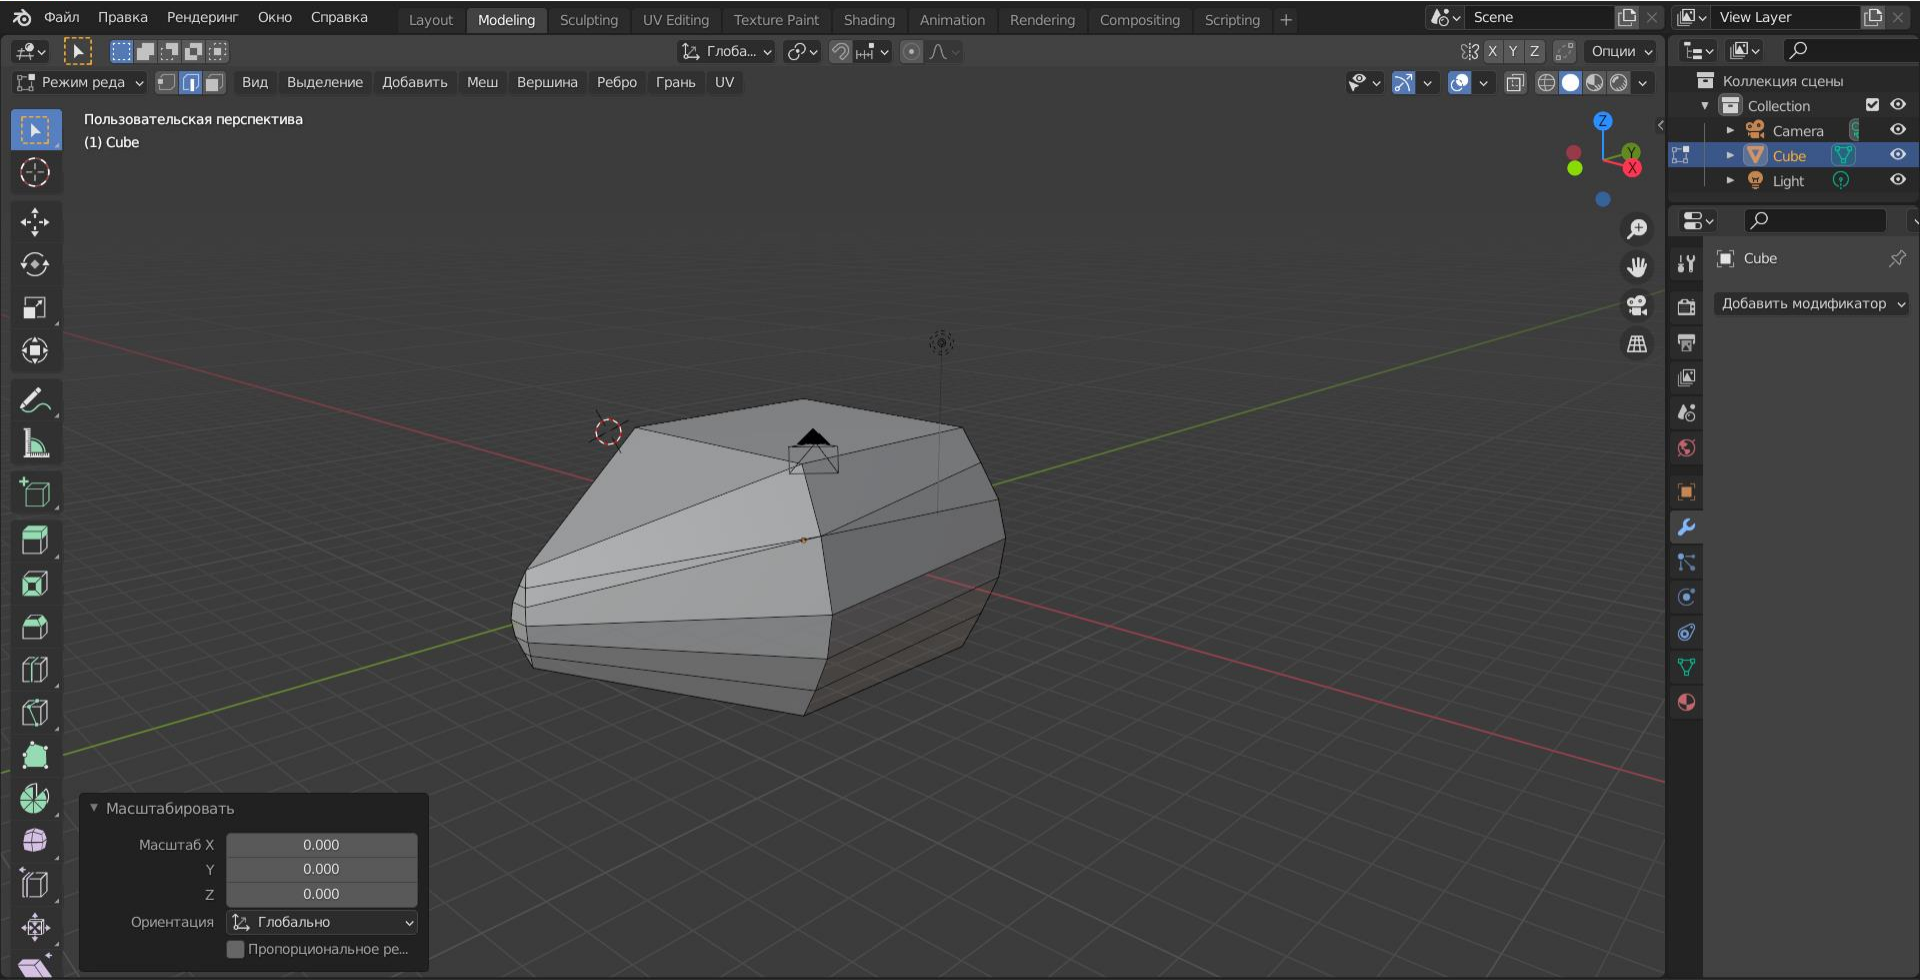 Файл Правка Рендеринг Окно Справка Layout Modeling Sculpting UV Editing Texture Paint Shading Animation Rendering Compositing Scripting + Scene View Layer
Глоба... X Y Z Опции
Режим реда Вид Выделение Добавить Меш Вершина Ребро Грань UV
Пользовательская перспектива
(1) Cube
Z
Y
X
Коллекция сцены
Collection
Camera
Cube
Light
Cube
Добавить модификатор
Масштабировать
Масштаб X 0.000
Y 0.000
Z 0.000
Ориентация Глобально
Пропорциональное ре...